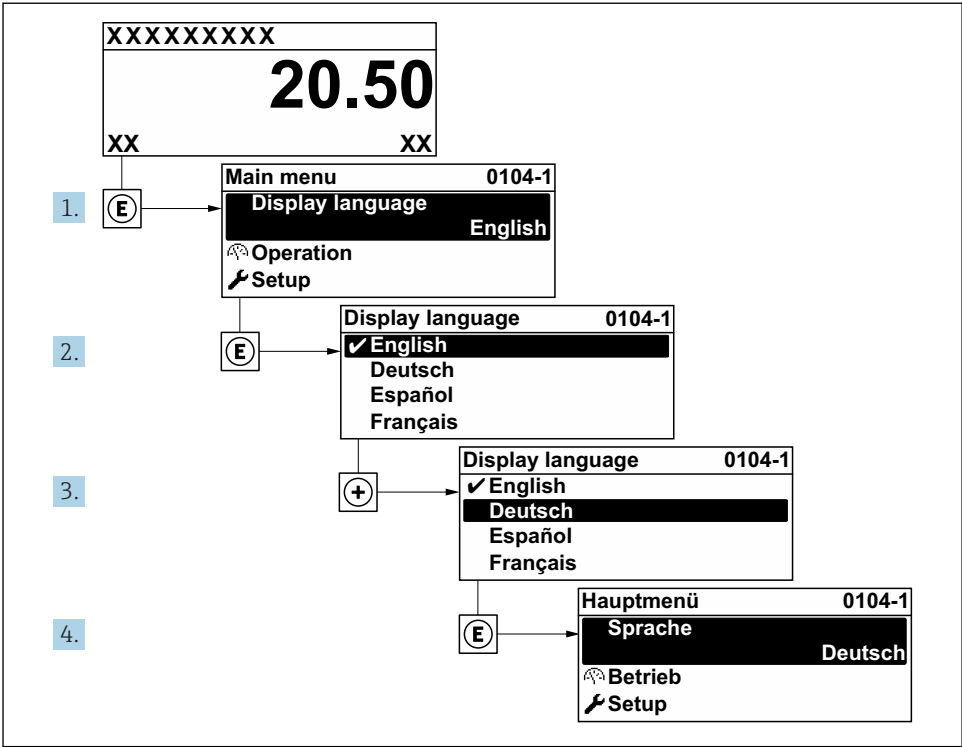 XXXXXXXXX
20.50
XX XX
1. E
Main menu 0104-1
Display language
English
Operation
Setup
2. E
Display language 0104-1
✔English
Deutsch
Español
Français
3. +
Display language 0104-1
✔English
Deutsch
Español
Français
4. E
Hauptmenü 0104-1
Sprache
Deutsch
Betrieb
Setup